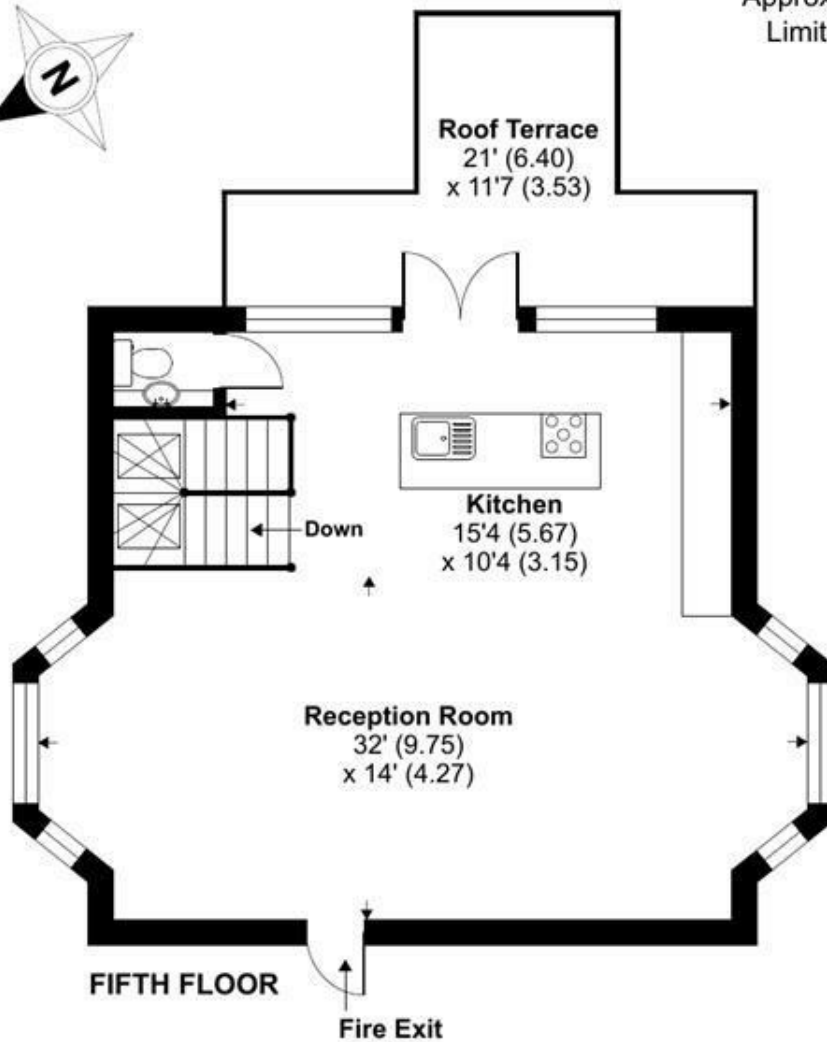 Approx
Limit
N
Roof Terrace
21' (6.40)
x 11'7 (3.53)
Kitchen
15'4 (5.67)
x 10'4 (3.15)
Down
Reception Room
32' (9.75)
x 14' (4.27)
FIFTH FLOOR
Fire Exit